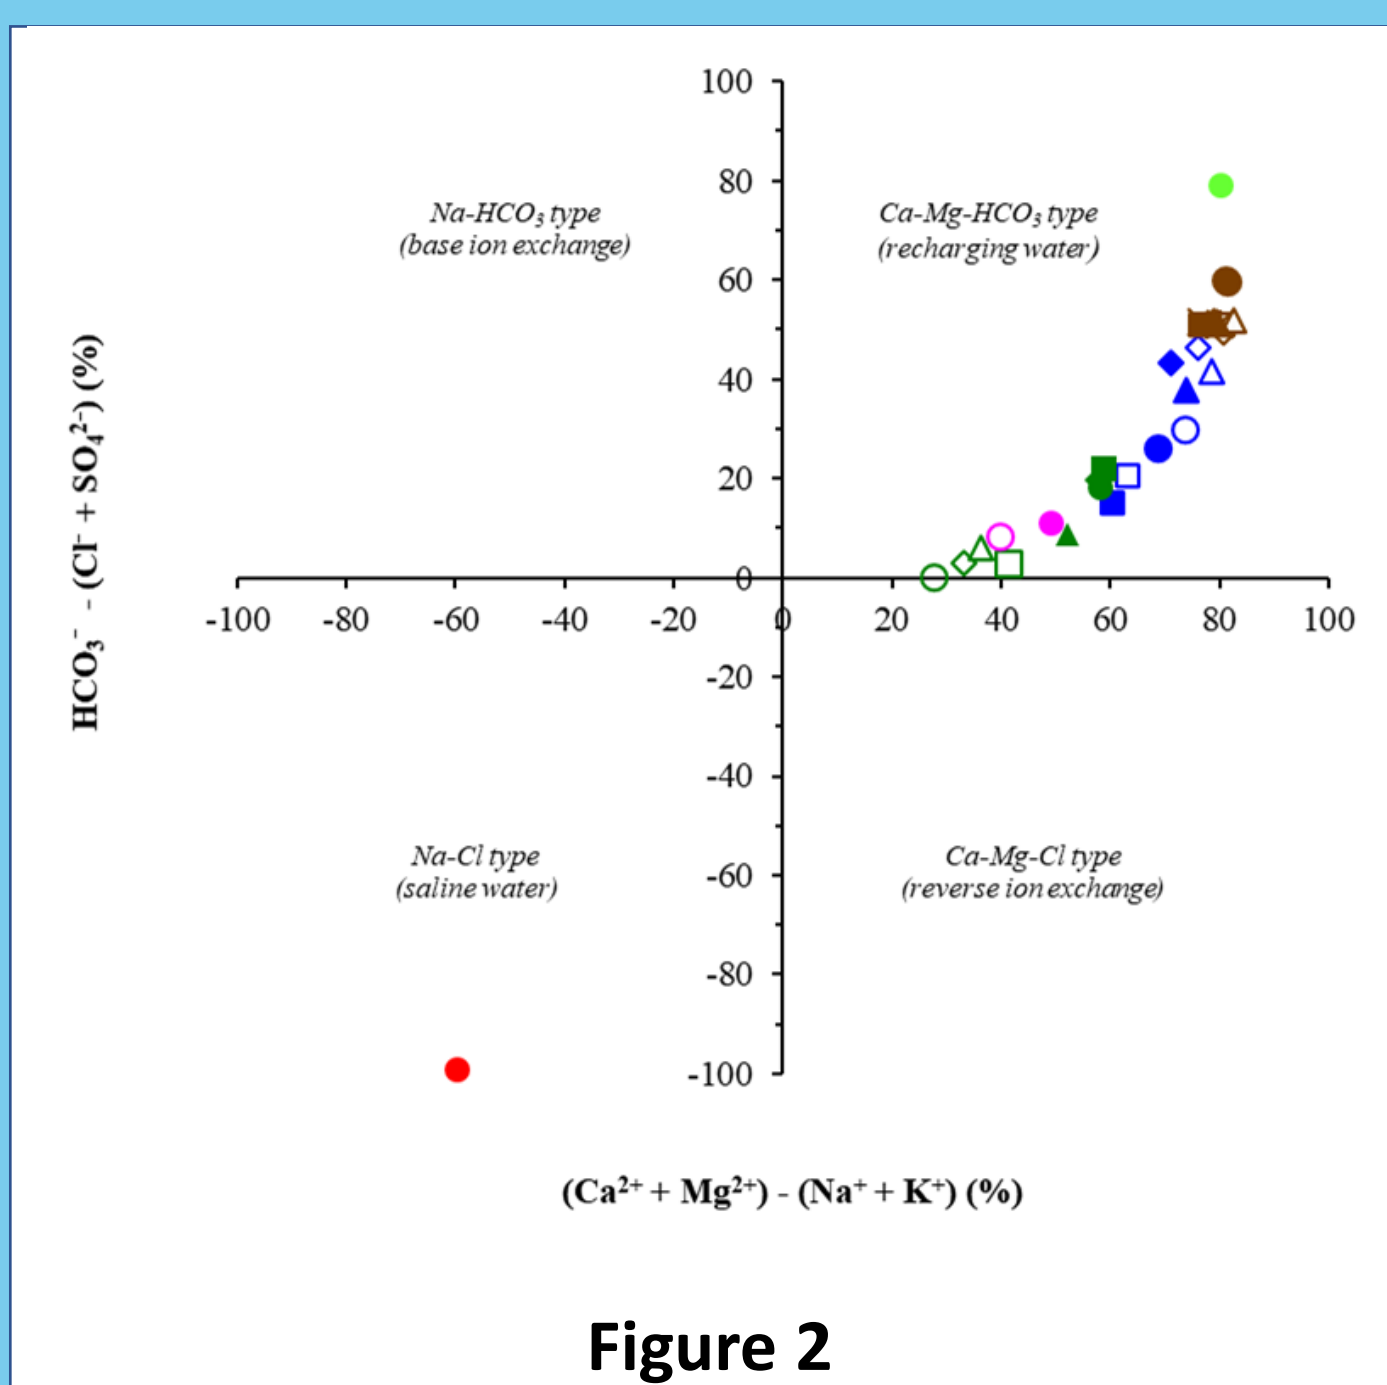 100
80
Na-HCO₃ type
(base ion exchange)
Ca-Mg-HCO₃ type
(recharging water)
60
40
20
0
HCO₃⁻ - (Cl⁻ + SO₄²⁻) (%)
-100 -80 -60 -40 -20 0 20 40 60 80 100
-20
-40
Na-Cl type
(saline water)
Ca-Mg-Cl type
(reverse ion exchange)
-60
-80
-100
(Ca²⁺ + Mg²⁺) - (Na⁺ + K⁺) (%)
Figure 2